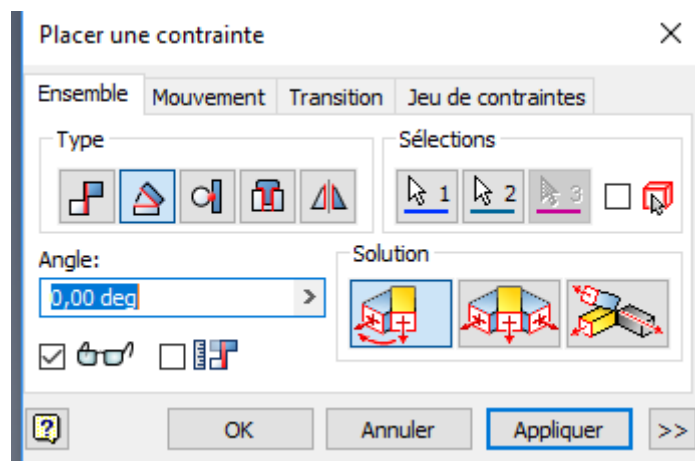 Placer une contrainte
Ensemble Mouvement Transition Jeu de contraintes
Type Sélections
1 2 3
Angle: Solution
0,00 deg >
? OK Annuler Appliquer >>